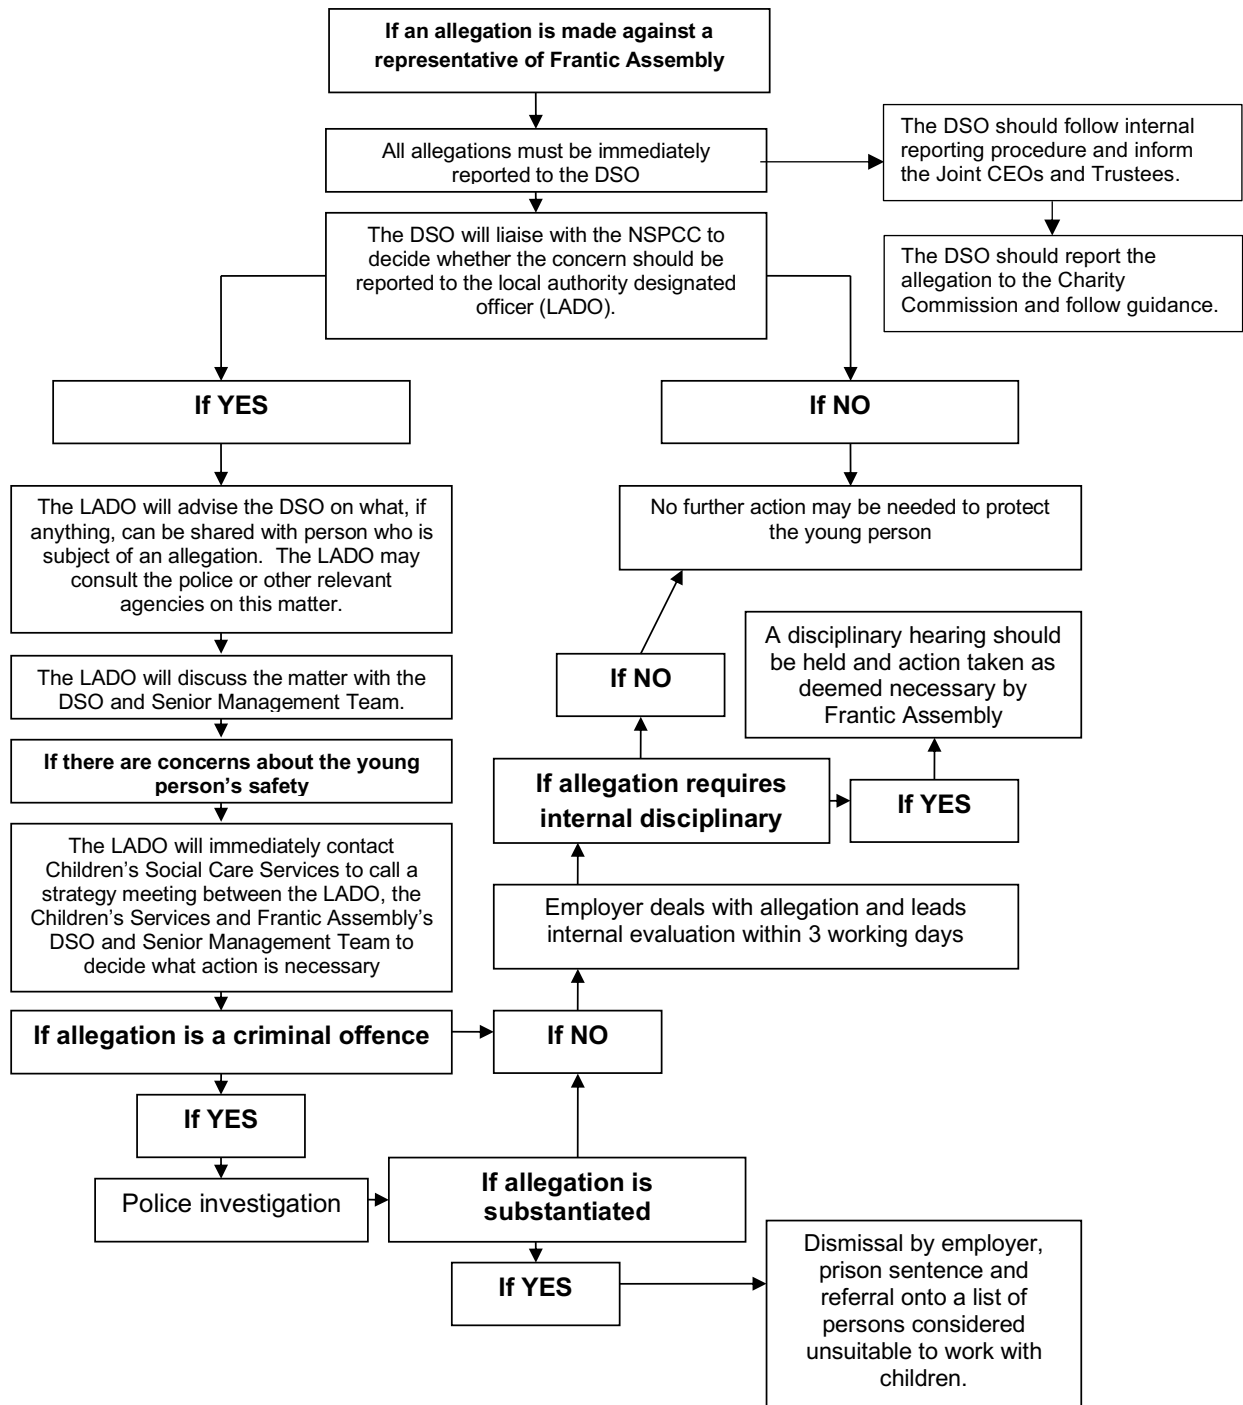 If an allegation is made against a
representative of Frantic Assembly
All allegations must be immediately
reported to the DSO
The DSO should follow internal
reporting procedure and inform
the Joint CEOs and Trustees.
The DSO will liaise with the NSPCC to
decide whether the concern should be
reported to the local authority designated
officer (LADO).
The DSO should report the
allegation to the Charity
Commission and follow guidance.
If YES
If NO
The LADO will advise the DSO on what, if
anything, can be shared with person who is
subject of an allegation.  The LADO may
consult the police or other relevant
agencies on this matter.
No further action may be needed to protect
the young person
The LADO will discuss the matter with the
DSO and Senior Management Team.
If NO
A disciplinary hearing should
be held and action taken as
deemed necessary by
Frantic Assembly
If there are concerns about the young
person's safety
If allegation requires
internal disciplinary
If YES
The LADO will immediately contact
Children's Social Care Services to call a
strategy meeting between the LADO, the
Children's Services and Frantic Assembly's
DSO and Senior Management Team to
decide what action is necessary
Employer deals with allegation and leads
internal evaluation within 3 working days
If allegation is a criminal offence
If NO
If YES
Police investigation
If allegation is
substantiated
If YES
Dismissal by employer,
prison sentence and
referral onto a list of
persons considered
unsuitable to work with
children.